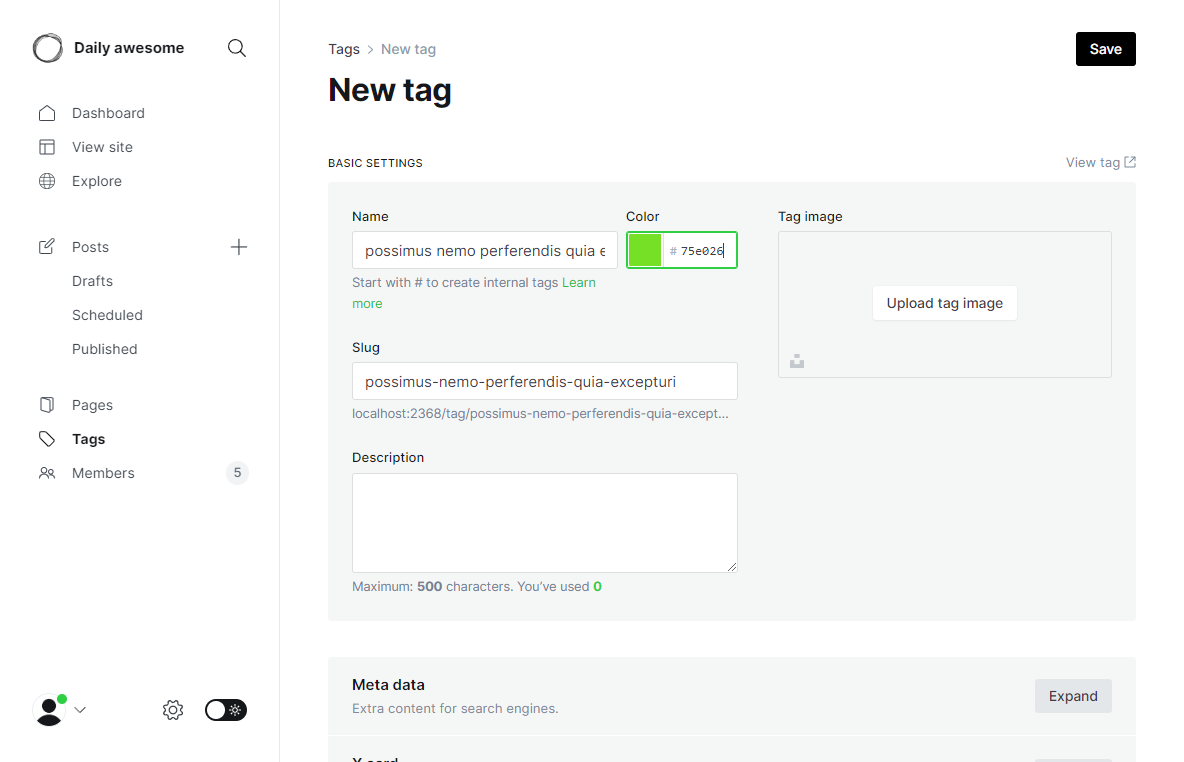 Daily awesome
Dashboard
View site
Explore
Posts
Drafts
Scheduled
Published
Pages
Tags
Members
5
Tags > New tag
Save
New tag
BASIC SETTINGS
View tag
Name
possimus nemo perferendis quia e
Start with # to create internal tags Learn
more
Color
# 75e026
Slug
possimus-nemo-perferendis-quia-excepturi
localhost:2368/tag/possimus-nemo-perferendis-quia-except...
Description
Maximum: 500 characters. You’ve used 0
Tag image
Upload tag image
Meta data
Extra content for search engines.
Expand
X card